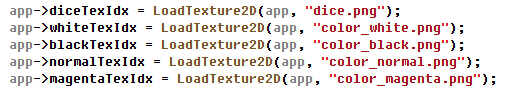 app->diceTexIdx = LoadTexture2D(app, "dice.png");
app->whiteTexIdx = LoadTexture2D(app, "color_white.png");
app->blackTexIdx = LoadTexture2D(app, "color_black.png");
app->normalTexIdx = LoadTexture2D(app, "color_normal.png");
app->magentaTexIdx = LoadTexture2D(app, "color_magenta.png");